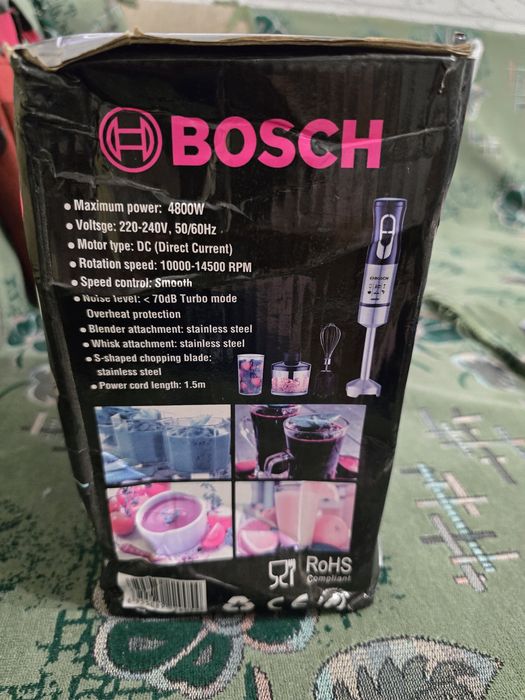 BOSCH
• Maximum power: 4800W
• Voltsge: 220-240V, 50/60Hz
• Motor type: DC (Direct Current)
• Rotation speed: 10000-14500 RPM
• Speed control: Smooth
• Noise level: < 70dB Turbo mode
Overheat protection
• Blender attachment: stainless steel
• Whisk attachment: stainless steel
• S-shaped chopping blade:
stainless steel
• Power cord length: 1.5m
BOSCH
RoHS
Compliant